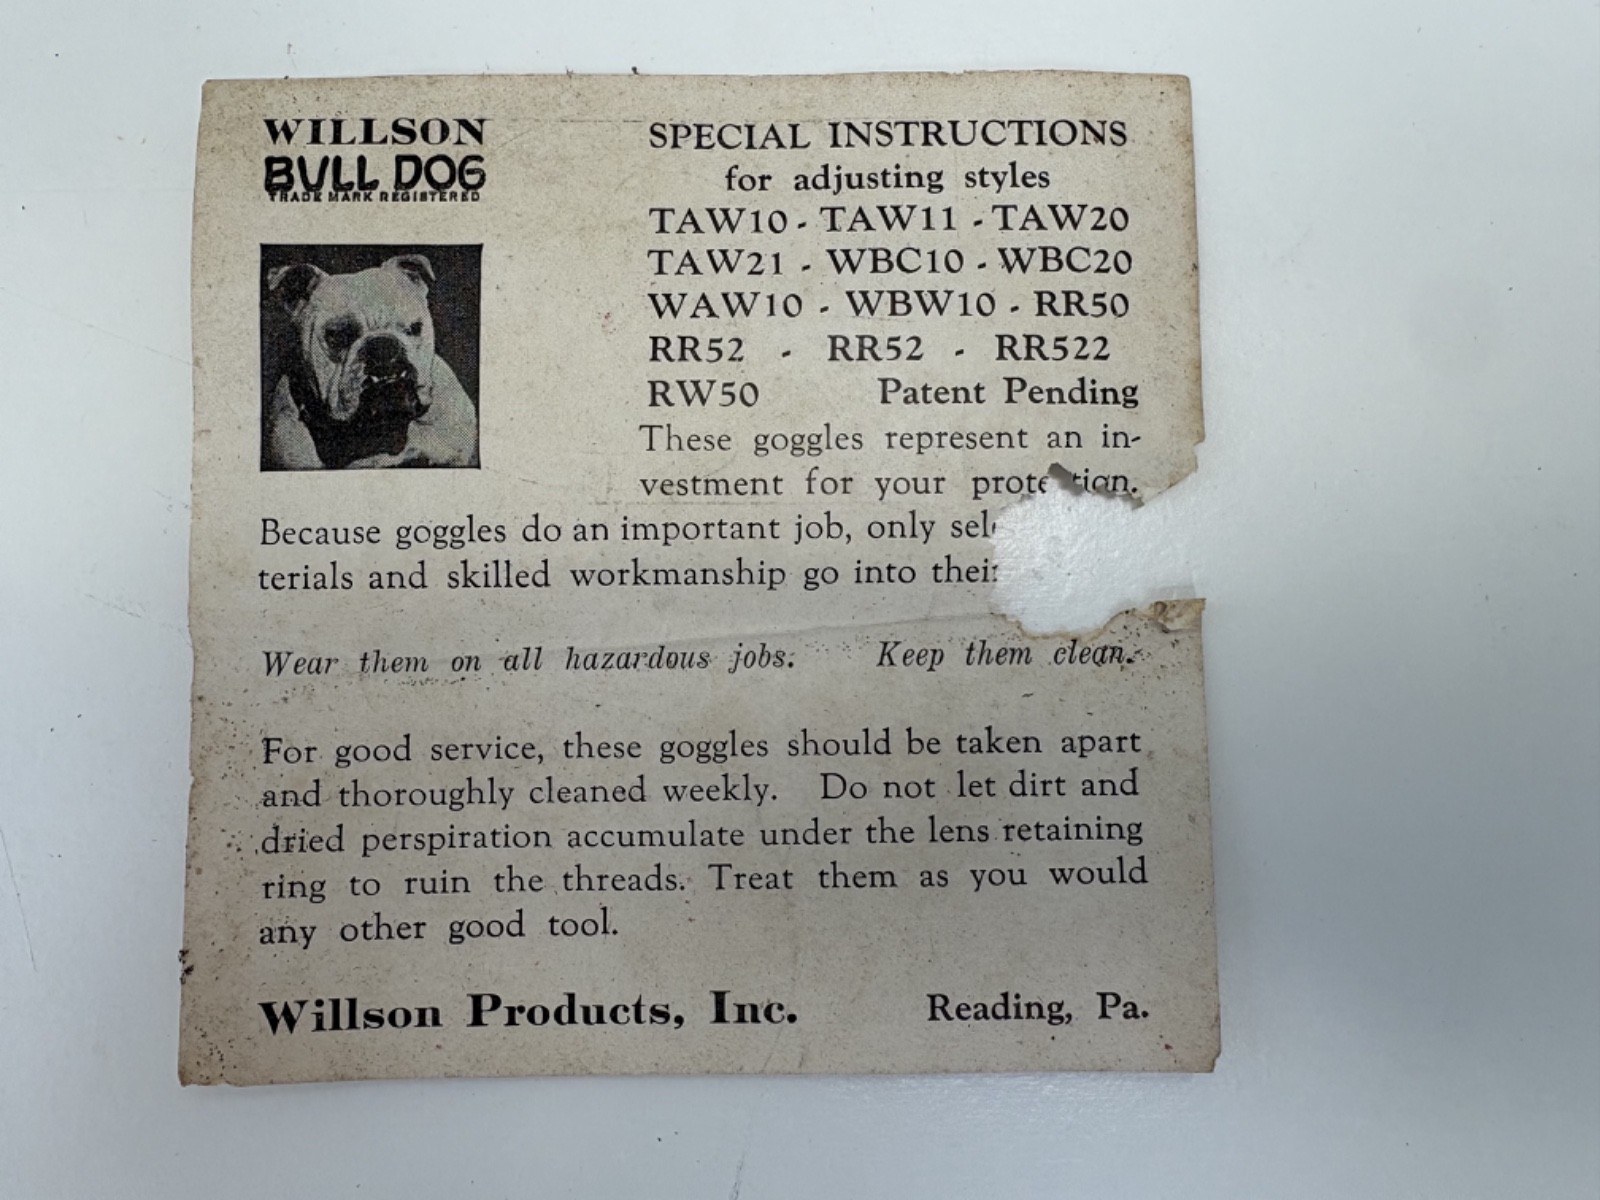 WILLSON
BULL DOG
TRADE MARK REGISTERED
SPECIAL INSTRUCTIONS
for adjusting styles
TAW10 - TAW11 - TAW20
TAW21 - WBC10 - WBC20
WAW10 - WBW10 - RR50
RR52 - RR52 - RR522
RW50 Patent Pending
These goggles represent an in-
vestment for your protection.
Because goggles do an important job, only
terials and skilled workmanship go into their
Wear them on all hazardous jobs. Keep them clean.
For good service, these goggles should be taken apart
and thoroughly cleaned weekly. Do not let dirt and
dried perspiration accumulate under the lens retaining
ring to ruin the threads. Treat them as you would
any other good tool.
Willson Products, Inc. Reading, Pa.